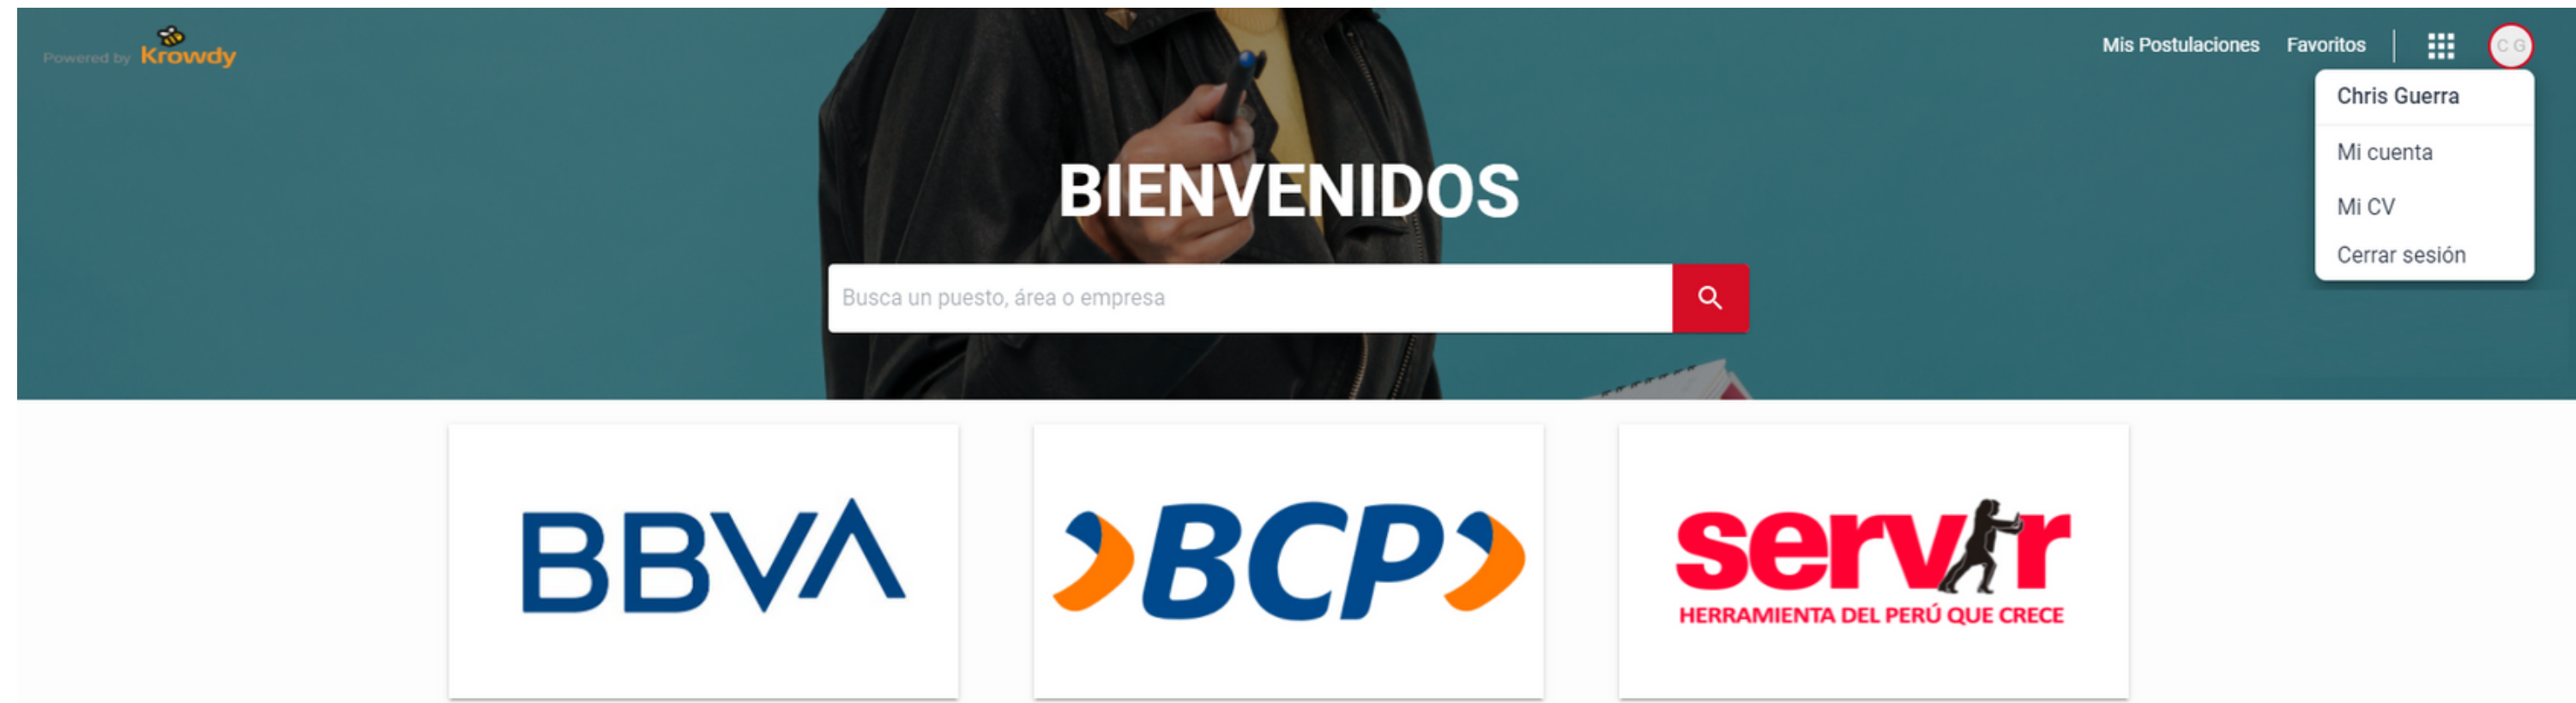 Powered by Krowdy
Mis Postulaciones Favoritos
C G
Chris Guerra
Mi cuenta
Mi CV
Cerrar sesión
BIENVENIDOS
Busca un puesto, área o empresa
BBVA
BCP
servir
HERRAMIENTA DEL PERÚ QUE CRECE